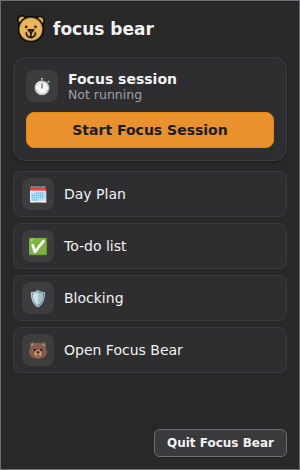 focus bear
Focus session
Not running
Start Focus Session
Day Plan
To-do list
Blocking
Open Focus Bear
Quit Focus Bear